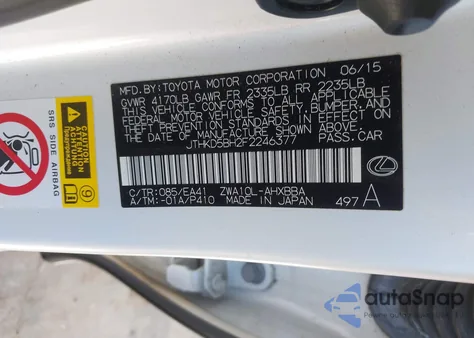 SRS AIRBAG
MFD.BY:TOYOTA MOTOR CORPORATION 06/15
GVWR 4170LB GAWR FR 2335LB RR 2235LB
THIS VEHICLE CONFORMS TO ALL APPLICABLE
FEDERAL MOTOR VEHICLE SAFETY, BUMPER, AND
THEFT PREVENTION STANDARDS IN EFFECT ON
THE DATE OF MANUFACTURE SHOWN ABOVE.
JTHKD5BH2F2246377 PASS.CAR
C/TR:085/EA41 ZWA10L-AHXBBA
A/TM:-01A/P410 MADE IN JAPAN 497 A
autoSnap